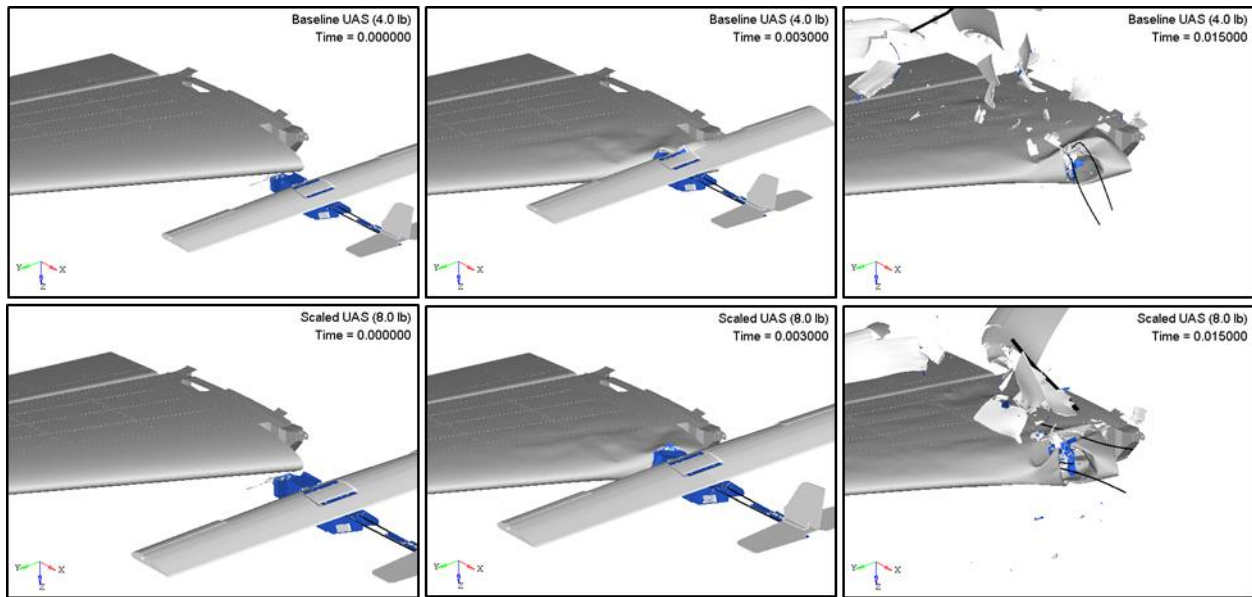 Baseline UAS (4.0 lb)
Time = 0.000000
Y X
Z
Baseline UAS (4.0 lb)
Time = 0.003000
Y X
Z
Baseline UAS (4.0 lb)
Time = 0.015000
Y X
Z
Scaled UAS (8.0 lb)
Time = 0.000000
Y X
Z
Scaled UAS (8.0 lb)
Time = 0.003000
Y X
Z
Scaled UAS (8.0 lb)
Time = 0.015000
Y X
Z